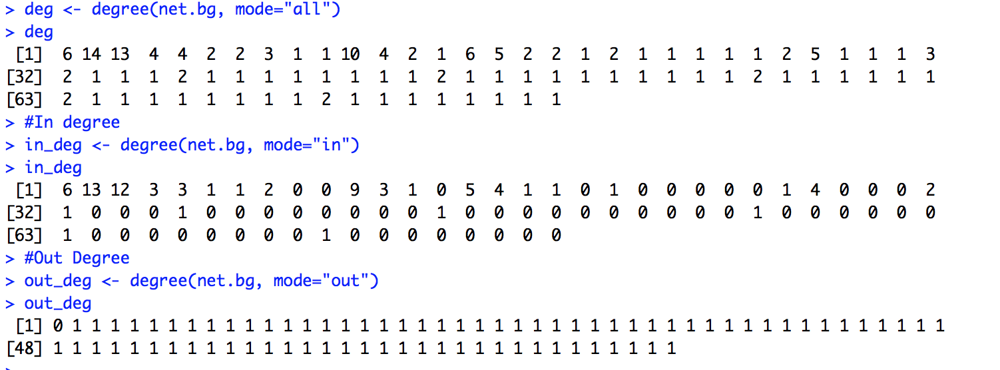 > deg <- degree(net.bg, mode="all")
> deg
[1] 6 14 13 4 4 2 2 3 1 1 10 4 2 1 6 5 2 2 1 2 1 1 1 1 1 2 5 1 1 1 3
[32] 2 1 1 1 2 1 1 1 1 1 1 1 1 2 1 1 1 1 1 1 1 1 1 1 2 1 1 1 1 1 1
[63] 2 1 1 1 1 1 1 1 1 2 1 1 1 1 1 1 1 1
> #In degree
> in_deg <- degree(net.bg, mode="in")
> in_deg
[1] 6 13 12 3 3 1 1 2 0 0 9 3 1 0 5 4 1 1 0 1 0 0 0 0 0 1 4 0 0 0 2
[32] 1 0 0 0 1 0 0 0 0 0 0 0 0 1 0 0 0 0 0 0 0 0 0 0 1 0 0 0 0 0 0
[63] 1 0 0 0 0 0 0 0 0 1 0 0 0 0 0 0 0 0
> #Out Degree
> out_deg <- degree(net.bg, mode="out")
> out_deg
[1] 0 1 1 1 1 1 1 1 1 1 1 1 1 1 1 1 1 1 1 1 1 1 1 1 1 1 1 1 1 1 1 1 1 1 1 1 1 1 1 1 1 1 1 1 1 1 1
[48] 1 1 1 1 1 1 1 1 1 1 1 1 1 1 1 1 1 1 1 1 1 1 1 1 1 1 1 1 1 1 1 1 1